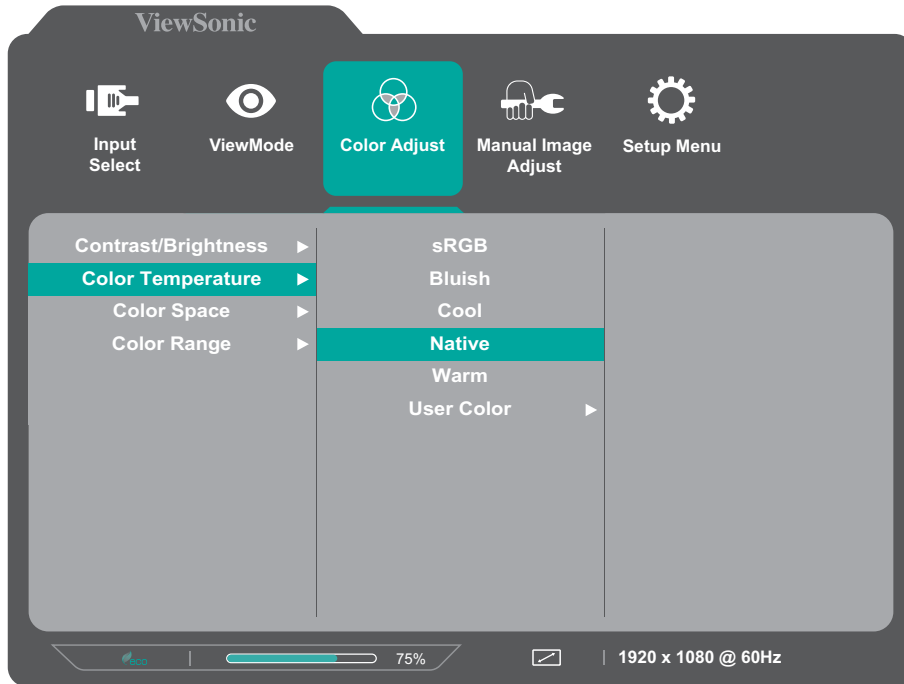 ViewSonic
Input
Select
ViewMode
Color Adjust
Manual Image
Adjust
Setup Menu
Contrast/Brightness
Color Temperature
Color Space
Color Range
sRGB
Bluish
Cool
Native
Warm
User Color
eco
75%
1920 x 1080 @ 60Hz